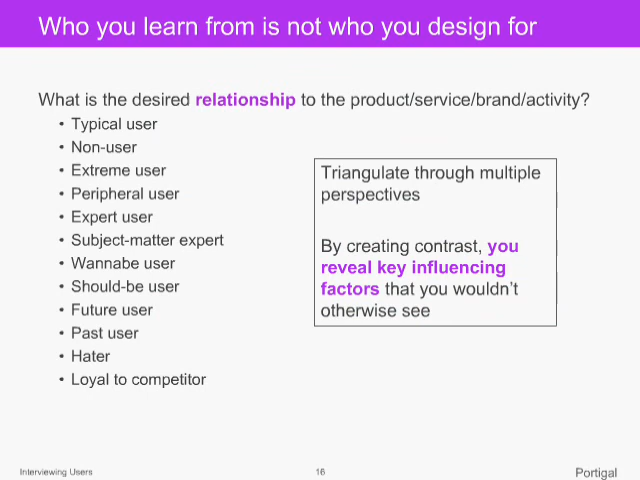 Who you learn from is not who you design for
What is the desired relationship to the product/service/brand/activity?
• Typical user
• Non-user
• Extreme user
• Peripheral user
• Expert user
• Subject-matter expert
• Wannabe user
• Should-be user
• Future user
• Past user
• Hater
• Loyal to competitor
Triangulate through multiple
perspectives
By creating contrast, you
reveal key influencing
factors that you wouldn't
otherwise see
Interviewing Users
16
Portigal